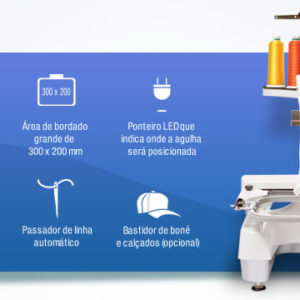 300 x 200
Área de bordado
grande de
300 x 200 mm
Ponteiro LED que
indica onde a agulha
será posicionada
Passador de linha
automático
Bastidor de boné
e calçados (opcional)